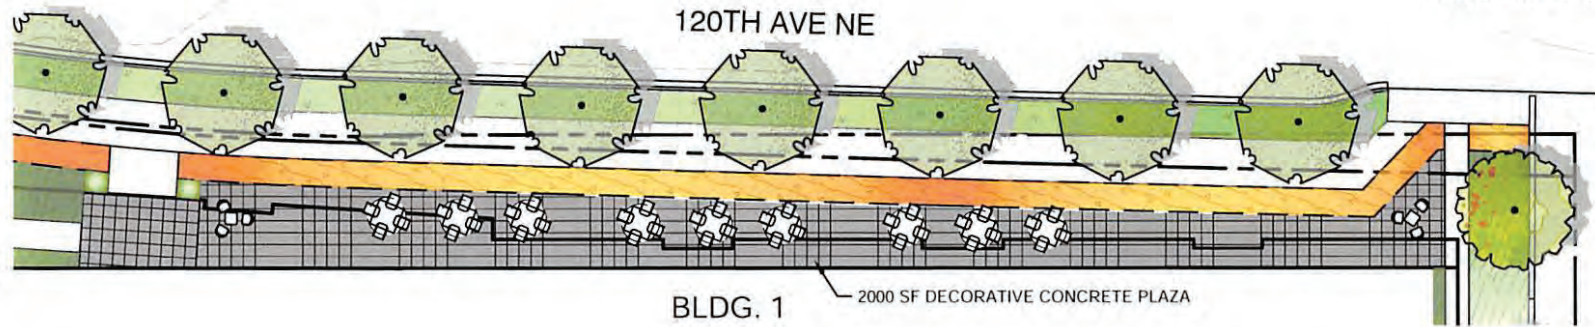 120TH AVE NE
2000 SF DECORATIVE CONCRETE PLAZA
BLDG. 1